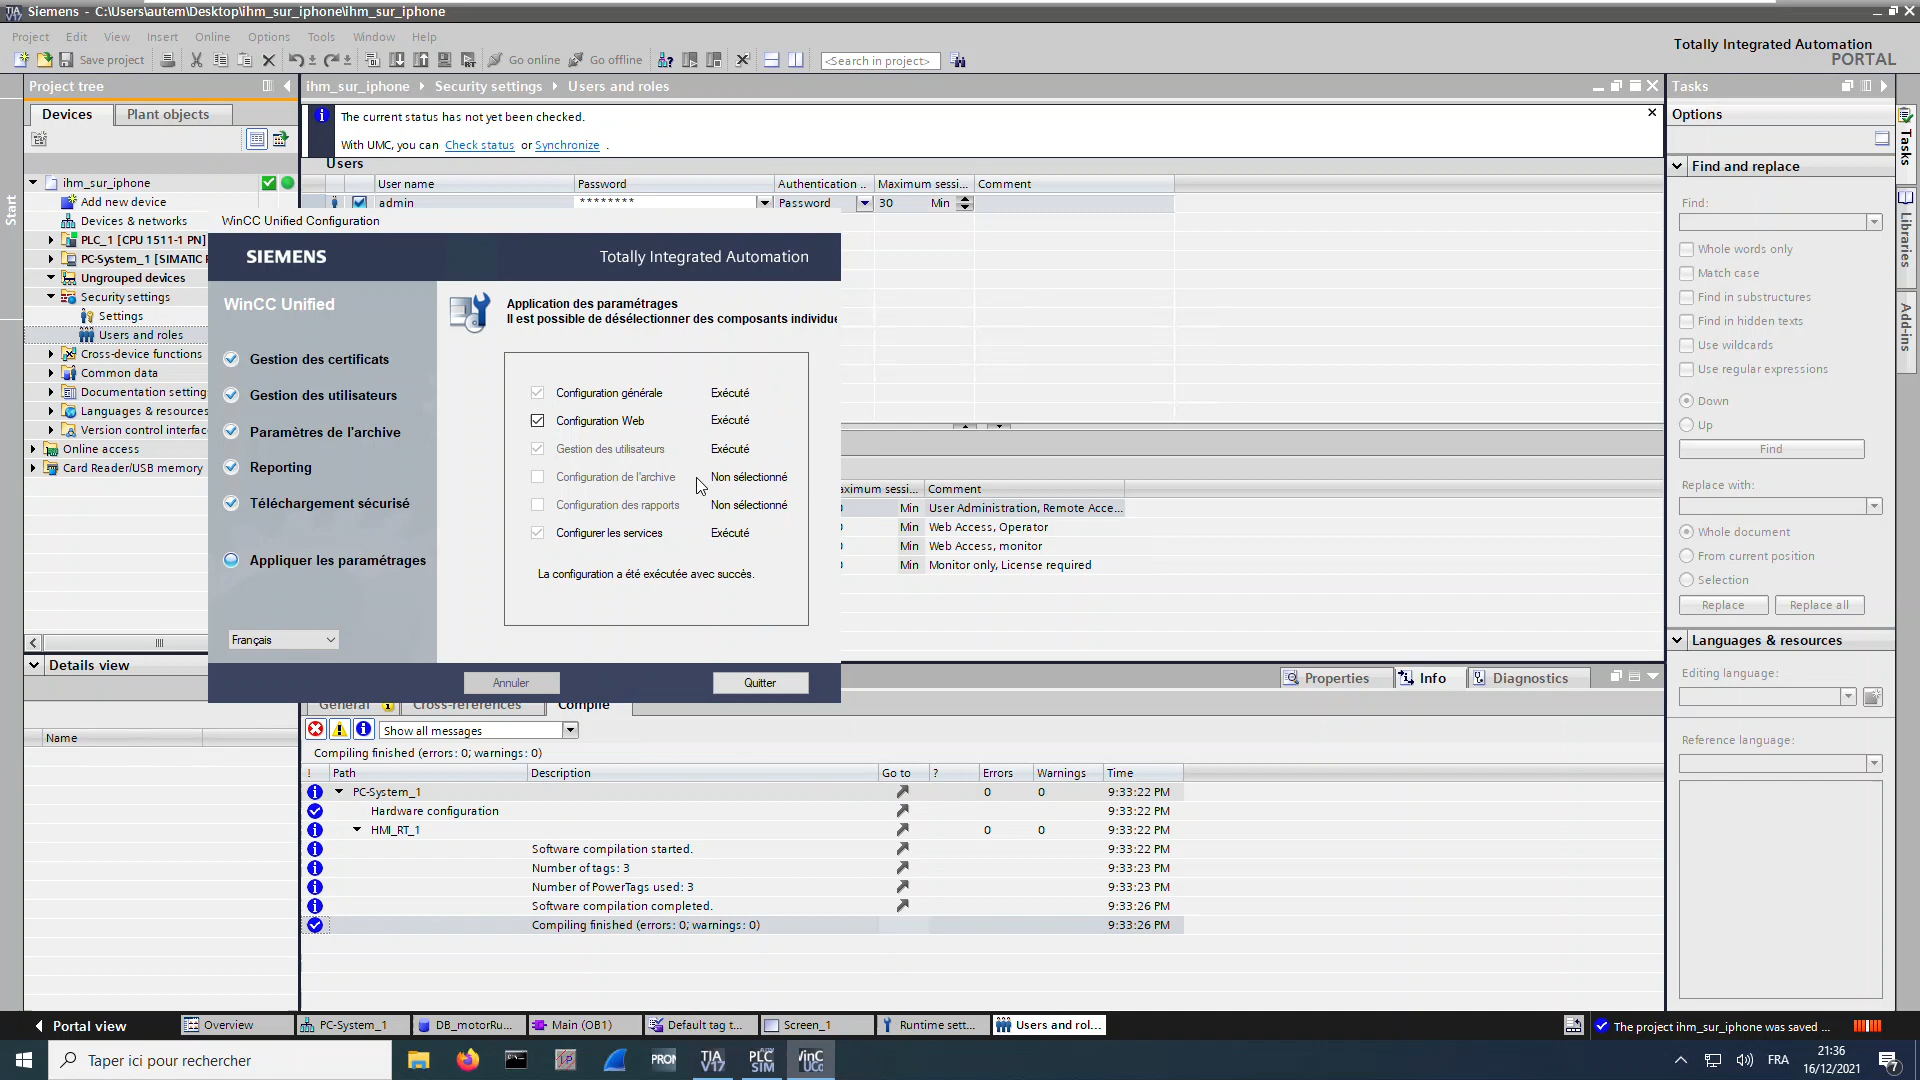 Siemens - C:\Users\autem\Desktop\ihm_sur_iphone\ihm_sur_iphone
Project Edit View Insert Online Options Tools Window Help
Totally Integrated Automation
PORTAL
Save project
Go online
Go offline
<Search in project>
Project tree
Devices
Plant objects
Start
ihm_sur_iphone
Add new device
Devices & networks
PLC_1 [CPU 1511-1 PN]
PC-System_1 [SIMATIC
Ungrouped devices
Security settings
Settings
Users and roles
Cross-device functions
Common data
Documentation setting
Languages & resources
Version control interfac
Online access
Card Reader/USB memory
Details view
Name
ihm_sur_iphone Security settings Users and roles
The current status has not yet been checked.
With UMC, you can Check status or Synchronize .
Users
User name Password Authentication .. Maximum sessi... Comment
admin ******** Password 30 Min
WinCC Unified Configuration
SIEMENS
Totally Integrated Automation
WinCC Unified
Gestion des certificats
Gestion des utilisateurs
Paramètres de l'archive
Reporting
Téléchargement sécurisé
Appliquer les paramétrages
Français
Application des paramétrages
Il est possible de désélectionner des composants individue
Configuration générale Exécuté
Configuration Web Exécuté
Gestion des utilisateurs Exécuté
Configuration de l'archive Non sélectionné
Configuration des rapports Non sélectionné
Configurer les services Exécuté
La configuration a été exécutée avec succès.
Annuler
Quitter
aximum sessi... Comment
Min User Administration, Remote Acce...
Min Web Access, Operator
Min Web Access, monitor
Min Monitor only, License required
Properties
Info
Diagnostics
General
Cross-references
Compile
Show all messages
Compiling finished (errors: 0; warnings: 0)
! Path Description Go to ? Errors Warnings Time
PC-System_1 0 0 9:33:22 PM
Hardware configuration 9:33:22 PM
HMI_RT_1 0 0 9:33:22 PM
Software compilation started. 9:33:22 PM
Number of tags: 3 9:33:23 PM
Number of PowerTags used: 3 9:33:23 PM
Software compilation completed. 9:33:26 PM
Compiling finished (errors: 0; warnings: 0) 9:33:26 PM
Tasks
Options
Find and replace
Find:
Whole words only
Match case
Find in substructures
Find in hidden texts
Use wildcards
Use regular expressions
Down
Up
Find
Replace with:
Whole document
From current position
Selection
Replace
Replace all
Languages & resources
Editing language:
Reference language:
Tasks
Libraries
Add-ins
Portal view
Overview
PC-System_1
DB_motorRu...
Main (OB1)
Default tag t...
Screen_1
Runtime sett...
Users and rol...
The project ihm_sur_iphone was saved ...
Taper ici pour rechercher
PRON
TIA V17
PLC SIM
FRA
21:36
16/12/2021
7